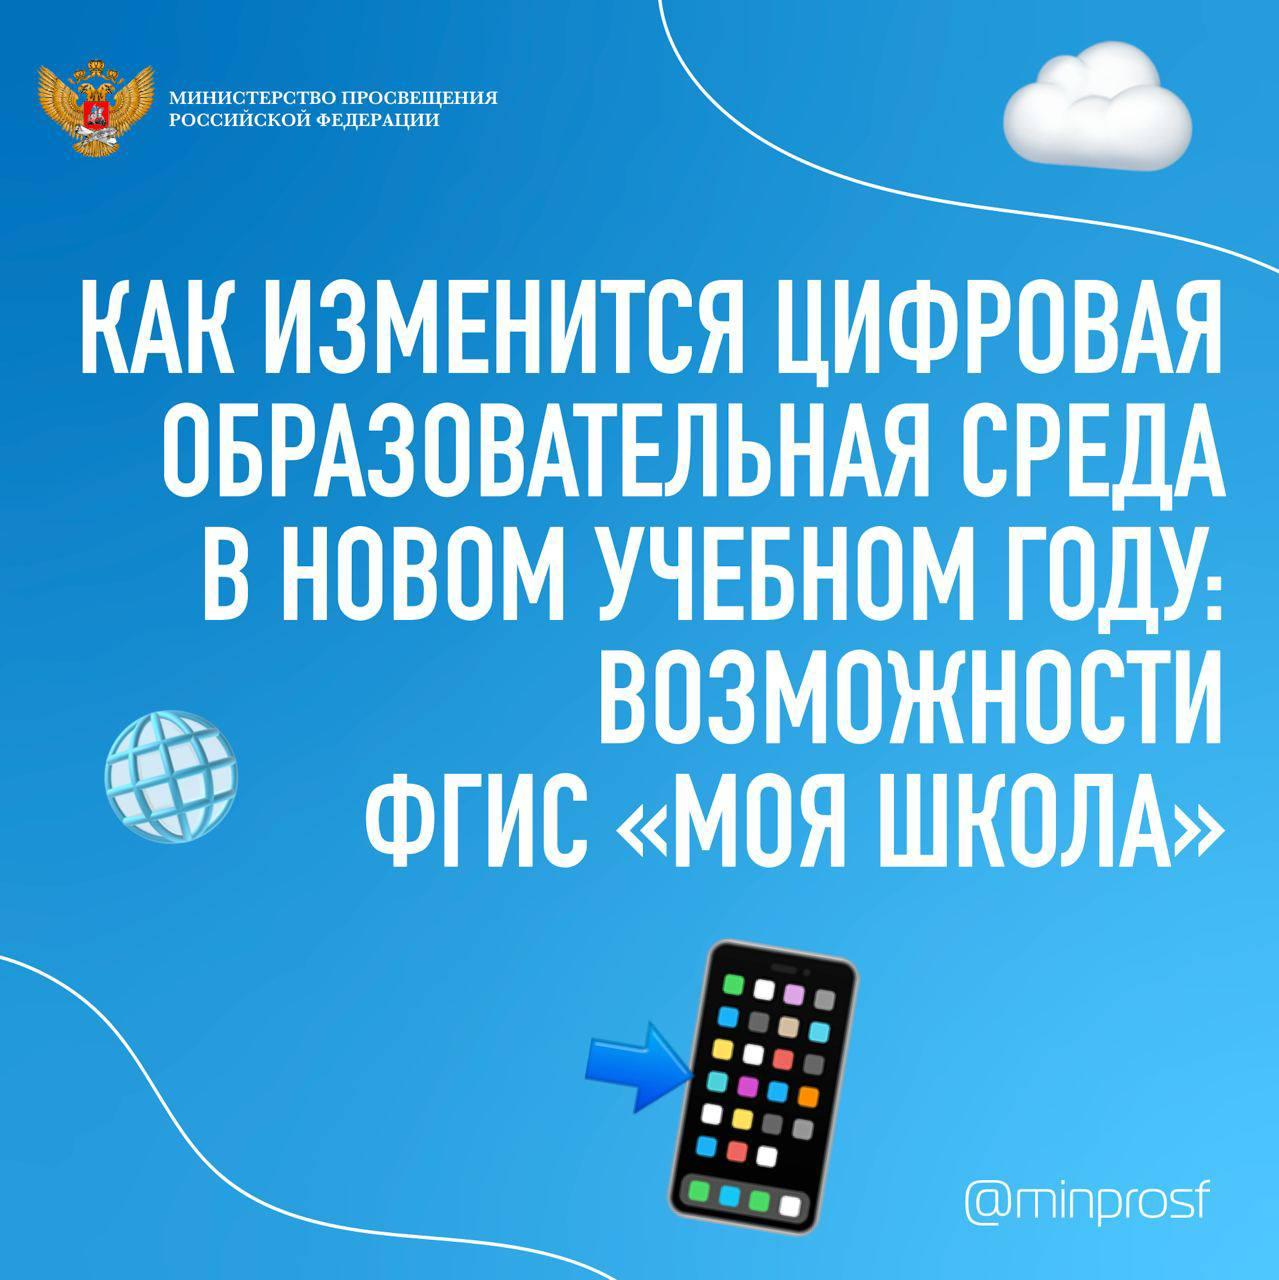 МИНИСТЕРСТВО ПРОСВЕЩЕНИЯ
РОССИЙСКОЙ ФЕДЕРАЦИИ
КАК ИЗМЕНИТСЯ ЦИФРОВАЯ
ОБРАЗОВАТЕЛЬНАЯ СРЕДА
В НОВОМ УЧЕБНОМ ГОДУ:
ВОЗМОЖНОСТИ
ФГИС «МОЯ ШКОЛА»
@minprosf